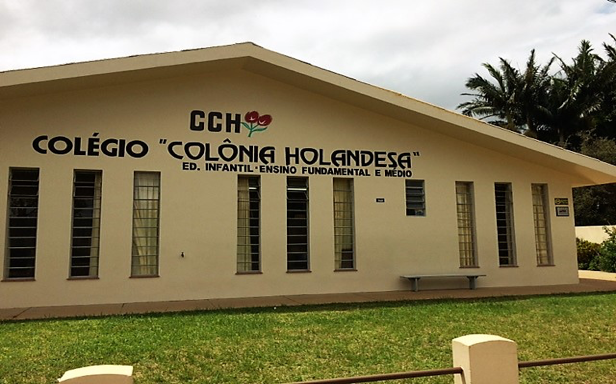 CCH
COLÉGIO "COLÔNIA HOLANDESA"
ED. INFANTIL·ENSINO FUNDAMENTAL E MÉDIO